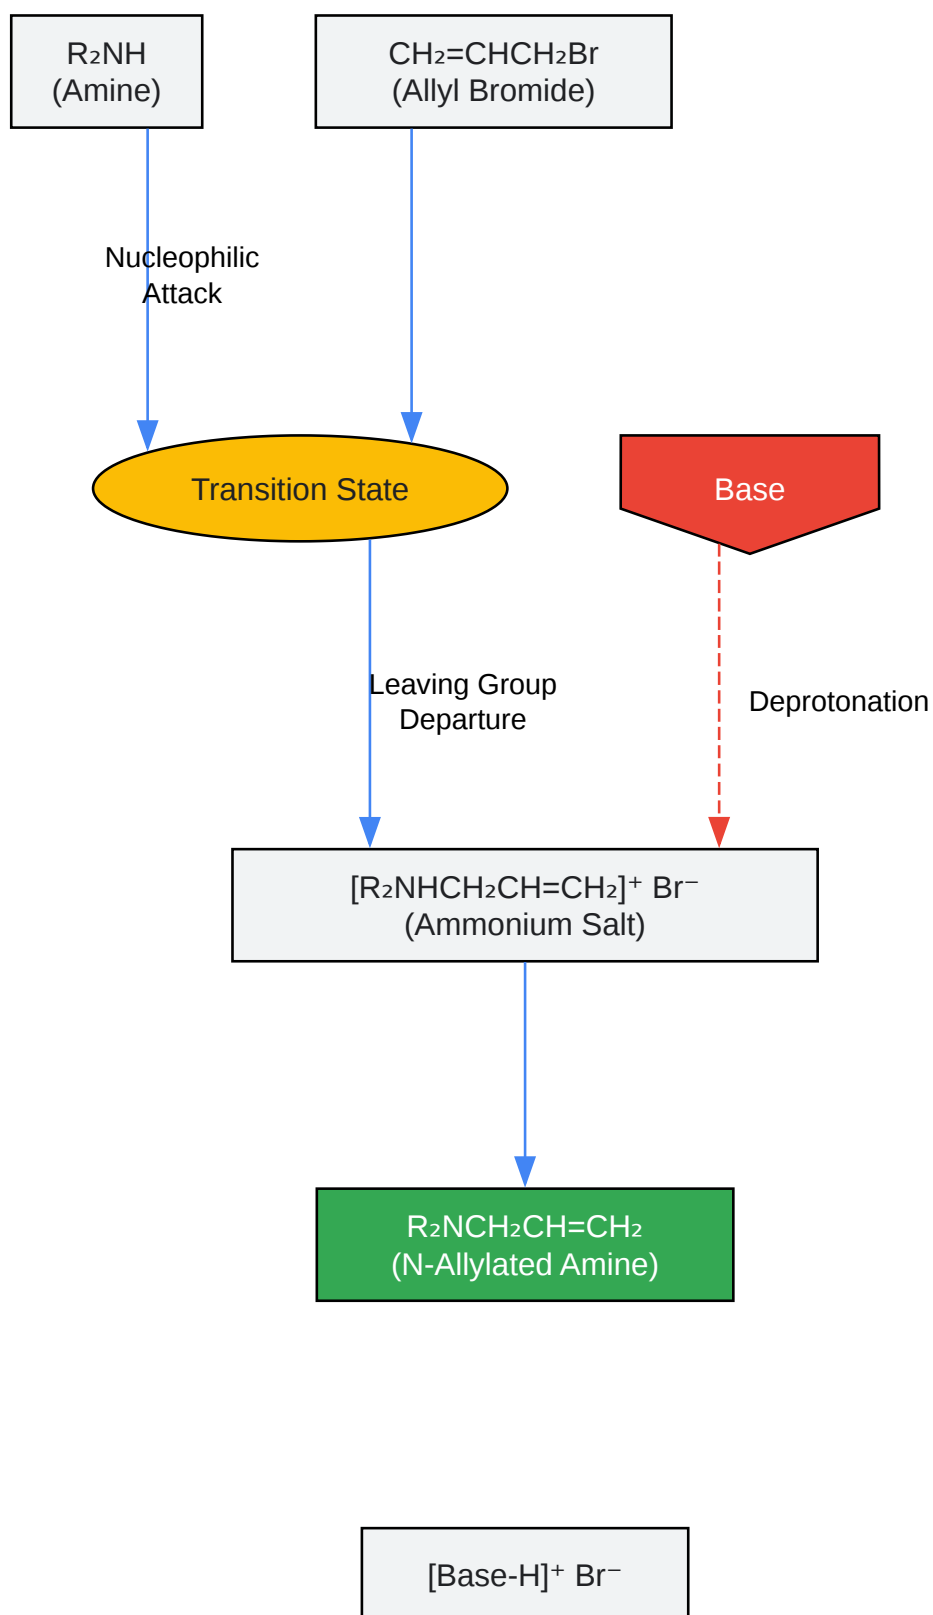 R₂NH
(Amine)
CH₂=CHCH₂Br
(Allyl Bromide)
Nucleophilic
Attack
Transition State
Base
Leaving Group
Departure
Deprotonation
[R₂NHCH₂CH=CH₂]⁺ Br⁻
(Ammonium Salt)
R₂NCH₂CH=CH₂
(N-Allylated Amine)
[Base-H]⁺ Br⁻